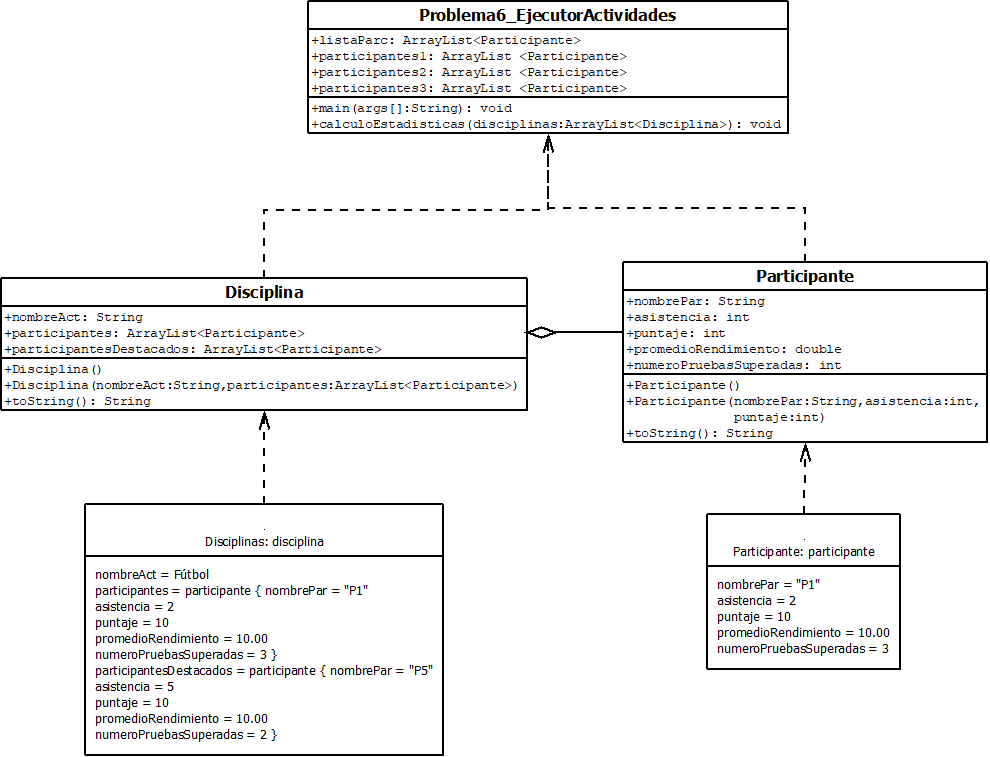 Problema6_EjecutorActividades
+listaParc: ArrayList<Participante>
+participantes1: ArrayList <Participante>
+participantes2: ArrayList <Participante>
+participantes3: ArrayList <Participante>
+main(args[]:String): void
+calculoEstadisticas(disciplinas:ArrayList<Disciplina>): void
Disciplina
+nombreAct: String
+participantes: ArrayList<Participante>
+participantesDestacados: ArrayList<Participante>
+Disciplina()
+Disciplina(nombreAct:String,participantes:ArrayList<Participante>)
+toString(): String
Participante
+nombrePar: String
+asistencia: int
+puntaje: int
+promedioRendimiento: double
+numeroPruebasSuperadas: int
+Participante()
+Participante(nombrePar:String,asistencia:int,
puntaje:int)
+toString(): String
.
Disciplinas: disciplina
nombreAct = Fútbol
participantes = participante { nombrePar = "P1"
asistencia = 2
puntaje = 10
promedioRendimiento = 10.00
numeroPruebasSuperadas = 3 }
participantesDestacados = participante { nombrePar = "P5"
asistencia = 5
puntaje = 10
promedioRendimiento = 10.00
numeroPruebasSuperadas = 2 }
.
Participante: participante
nombrePar = "P1"
asistencia = 2
puntaje = 10
promedioRendimiento = 10.00
numeroPruebasSuperadas = 3